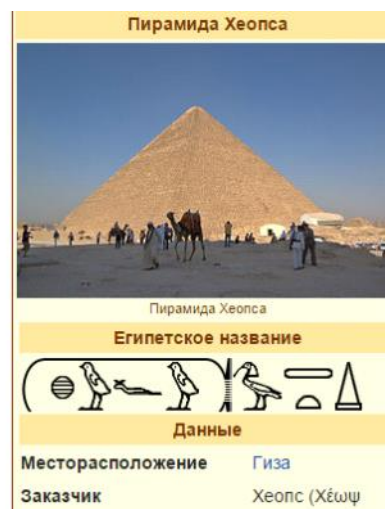 Пирамида Хеопса
Пирамида Хеопса
Египетское название
Данные
Месторасположение Гиза
Заказчик Хеопс (Χέωψ